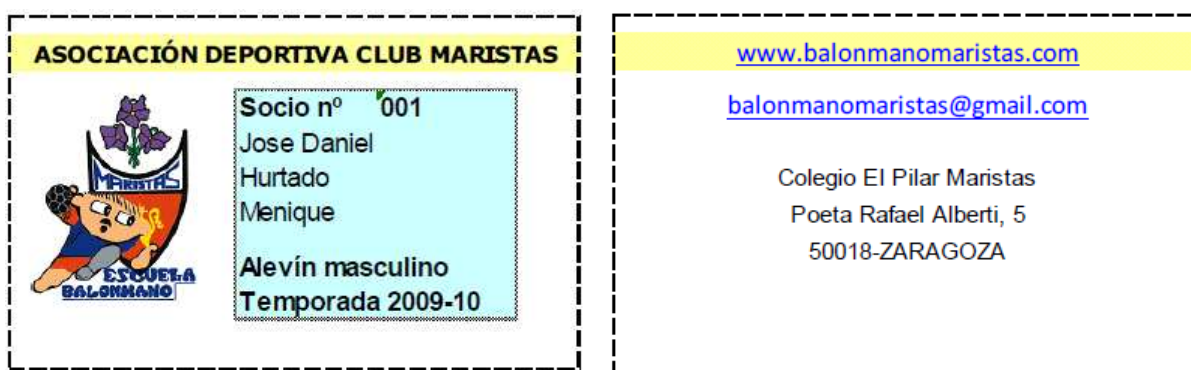 ASOCIACIÓN DEPORTIVA CLUB MARISTAS
Socio nº 001
Jose Daniel
Hurtado
Menique
Alevín masculino
Temporada 2009-10
MARISTAS
ESCUELA
BALONMANO
www.balonmanomaristas.com
balonmanomaristas@gmail.com
Colegio El Pilar Maristas
Poeta Rafael Alberti, 5
50018-ZARAGOZA